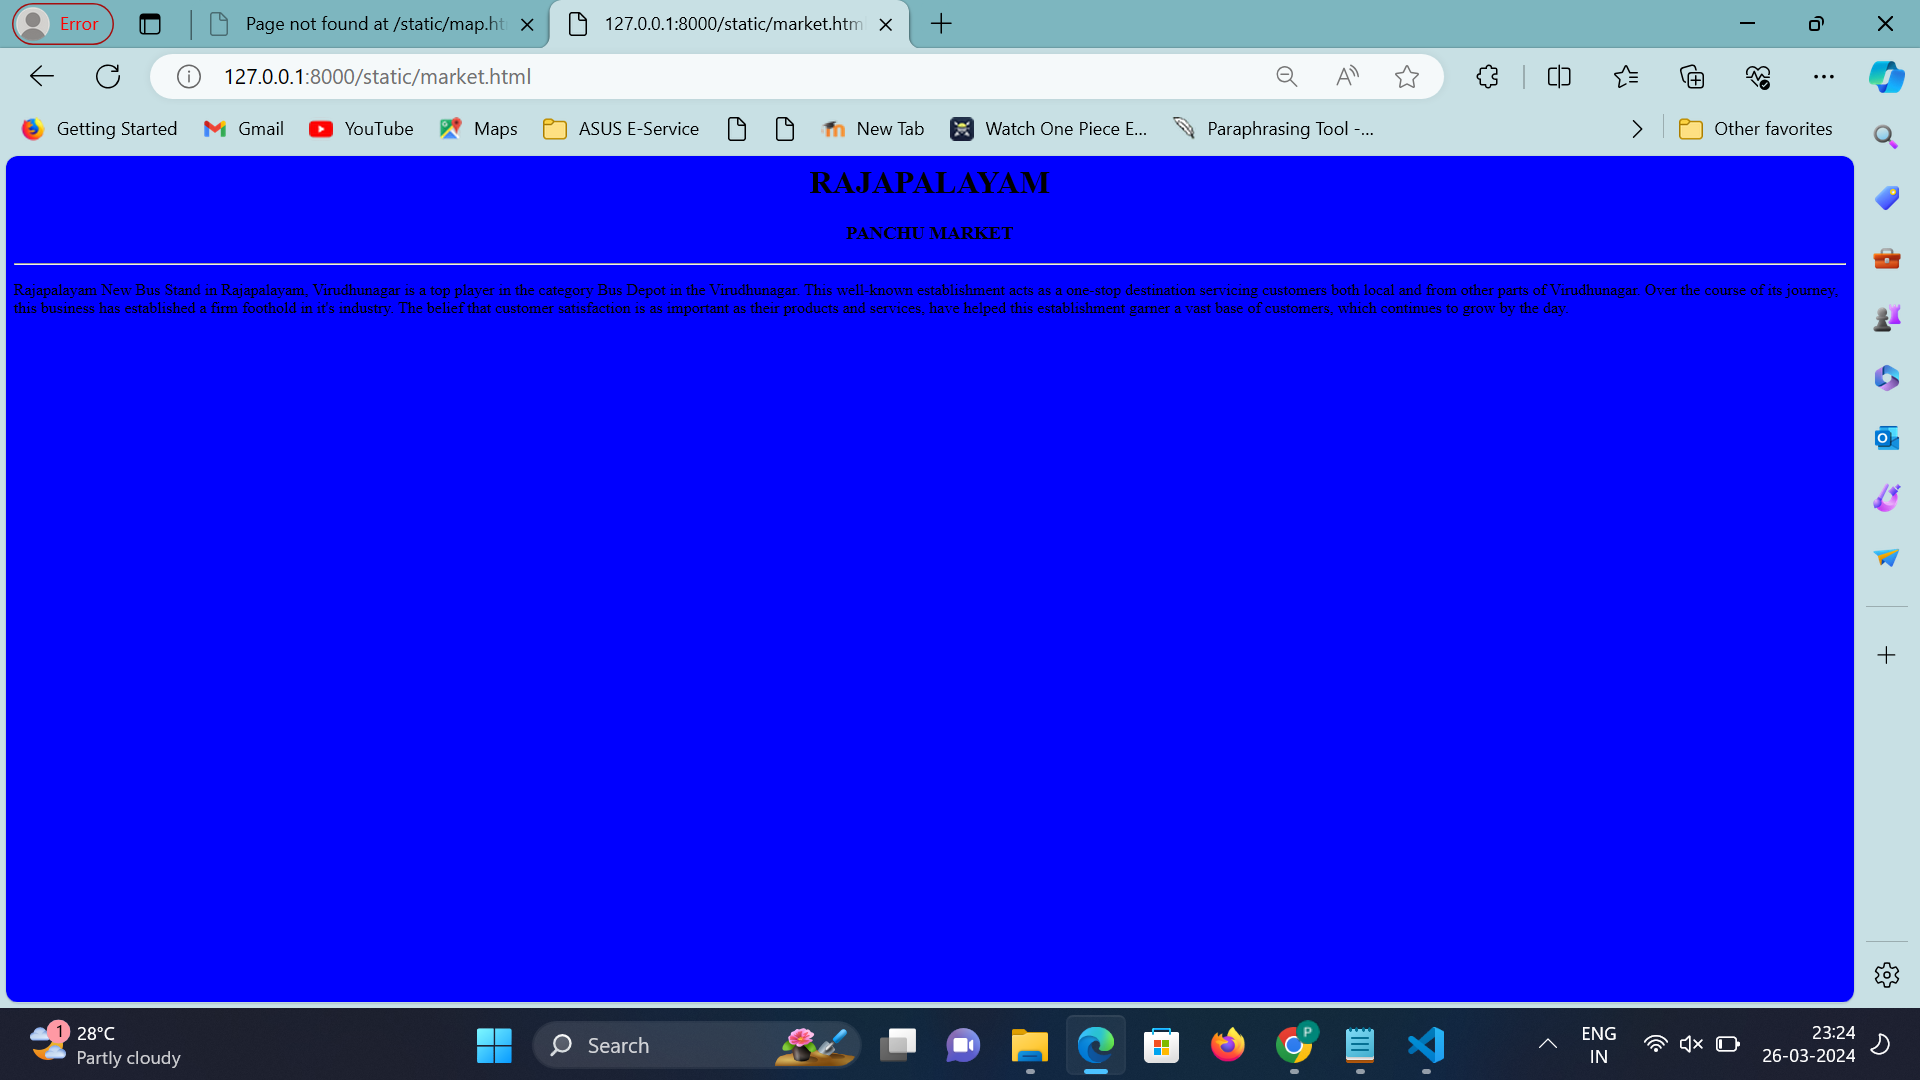 Error
Page not found at /static/map.ht
127.0.0.1:8000/static/market.htm
127.0.0.1:8000/static/market.html
Getting Started
Gmail
YouTube
Maps
ASUS E-Service
New Tab
Watch One Piece E...
Paraphrasing Tool -...
Other favorites
RAJAPALAYAM
PANCHU MARKET
Rajapalayam New Bus Stand in Rajapalayam, Virudhunagar is a top player in the category Bus Depot in the Virudhunagar. This well-known establishment acts as a one-stop destination servicing customers both local and from other parts of Virudhunagar. Over the course of its journey,
this business has established a firm foothold in it's industry. The belief that customer satisfaction is as important as their products and services, have helped this establishment garner a vast base of customers, which continues to grow by the day.
1
28°C
Partly cloudy
Search
P
ENG
IN
23:24
26-03-2024